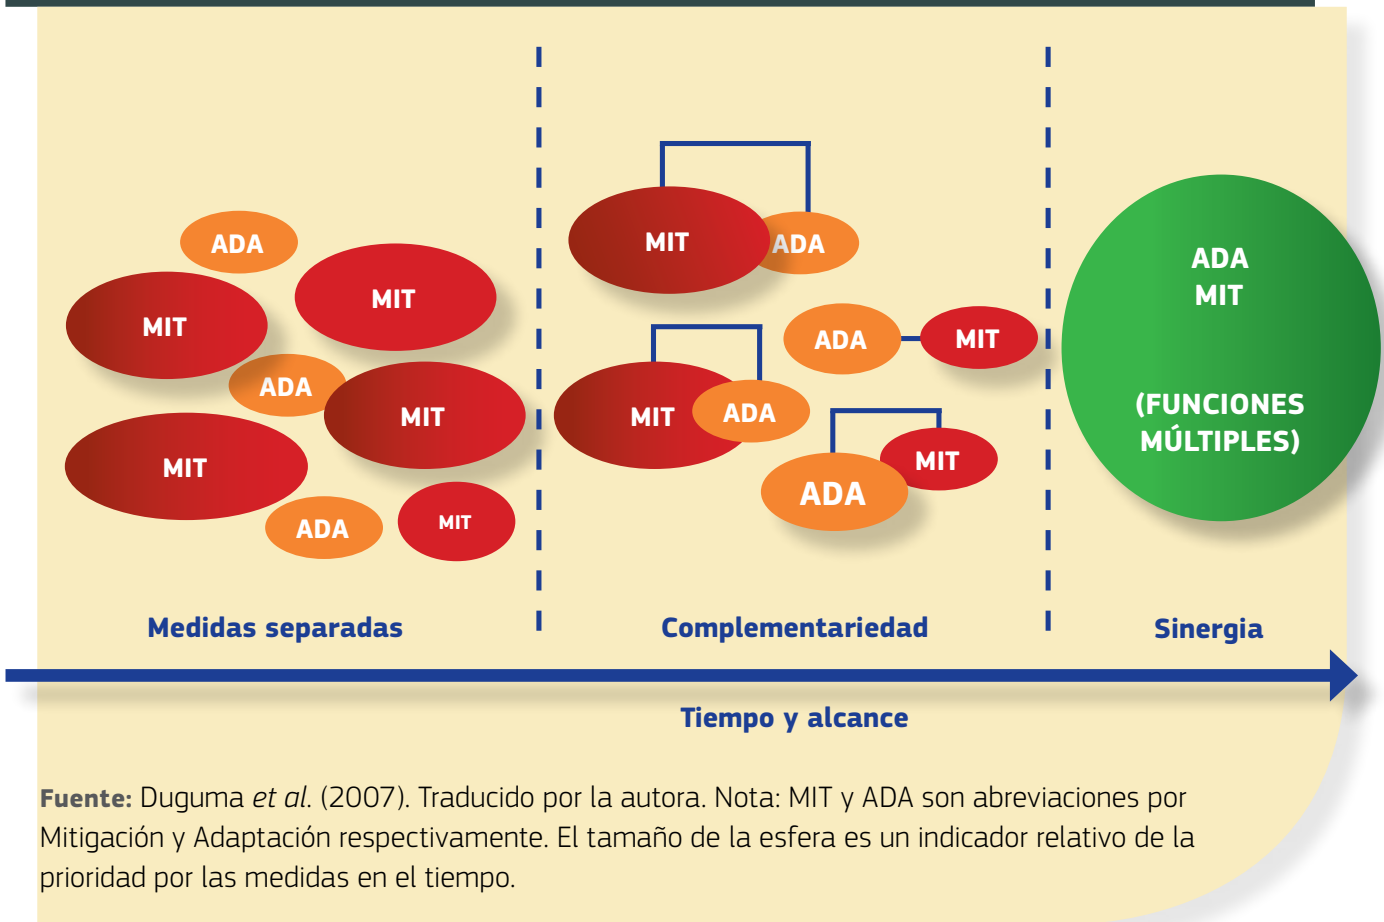 ADA
MIT
MIT
ADA
MIT
MIT
ADA
MIT
MIT
ADA
ADA
MIT
MIT
ADA
ADA
MIT
ADA
MIT
(FUNCIONES
MÚLTIPLES)
Medidas separadas
Complementariedad
Sinergia
Tiempo y alcance
Fuente: Duguma et al. (2007). Traducido por la autora. Nota: MIT y ADA son abreviaciones por
Mitigación y Adaptación respectivamente. El tamaño de la esfera es un indicador relativo de la
prioridad por las medidas en el tiempo.